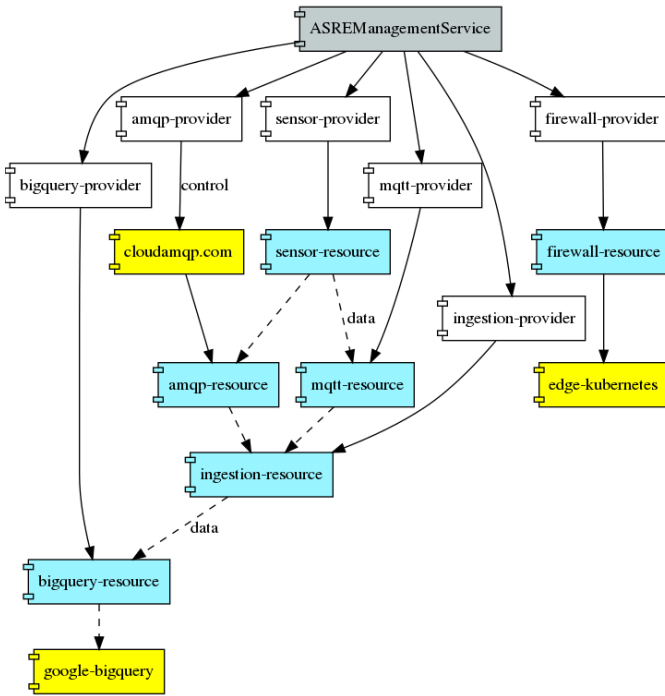 ASREManagementService
amqp-provider
sensor-provider
firewall-provider
bigquery-provider
control
mqtt-provider
cloudamqp.com
sensor-resource
firewall-resource
data
ingestion-provider
amqp-resource
mqtt-resource
edge-kubernetes
ingestion-resource
data
bigquery-resource
google-bigquery